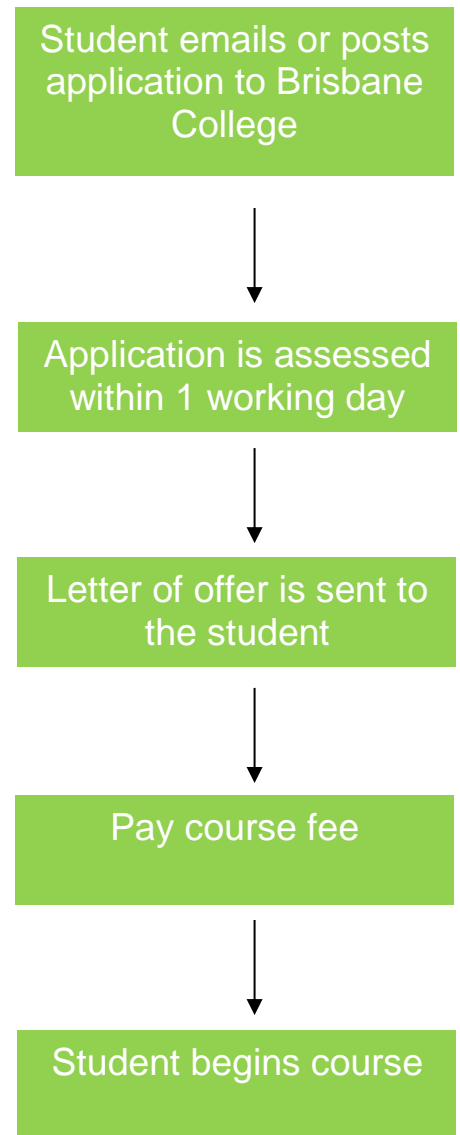 Student emails or posts
application to Brisbane
College
Application is assessed
within 1 working day
Letter of offer is sent to
the student
Pay course fee
Student begins course